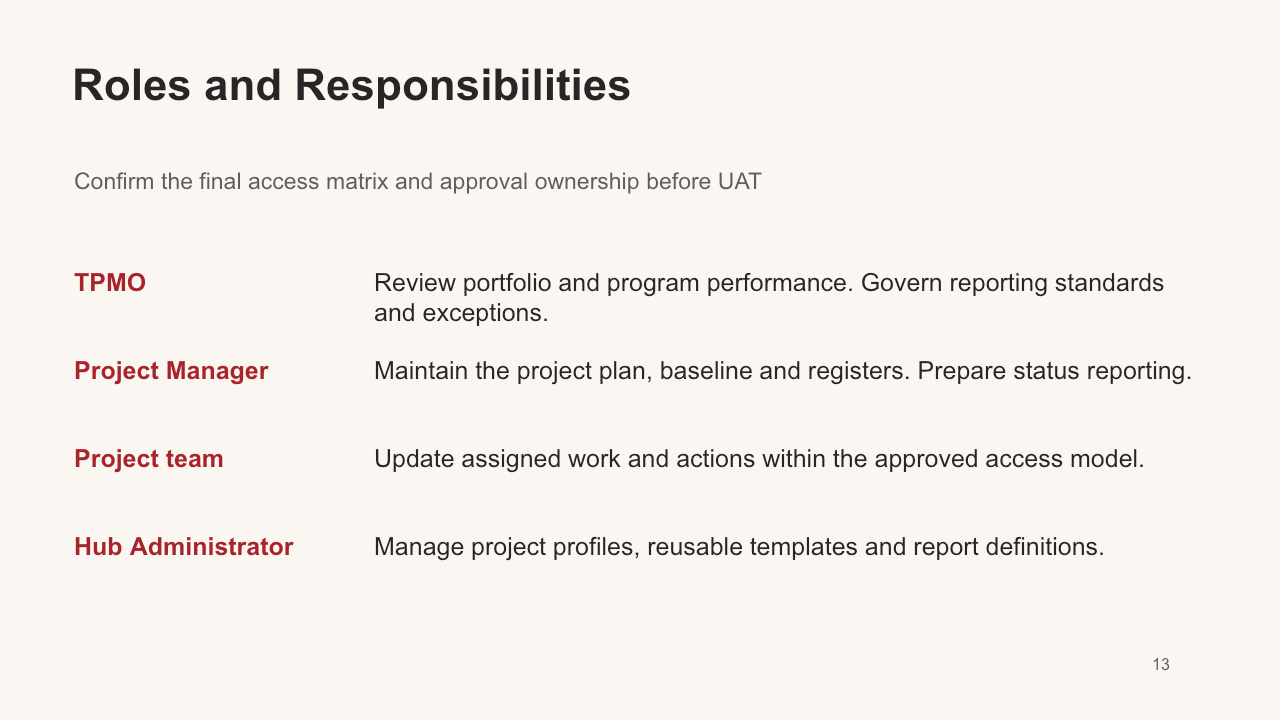 Roles and Responsibilities
Confirm the final access matrix and approval ownership before UAT
TPMO
Review portfolio and program performance. Govern reporting standards
and exceptions.
Project Manager
Maintain the project plan, baseline and registers. Prepare status reporting.
Project team
Update assigned work and actions within the approved access model.
Hub Administrator
Manage project profiles, reusable templates and report definitions.
13